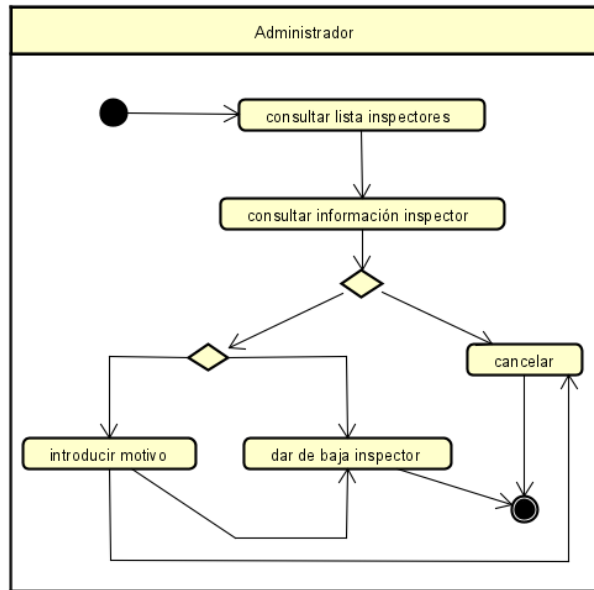 Administrador
consultar lista inspectores
consultar información inspector
cancelar
introducir motivo
dar de baja inspector